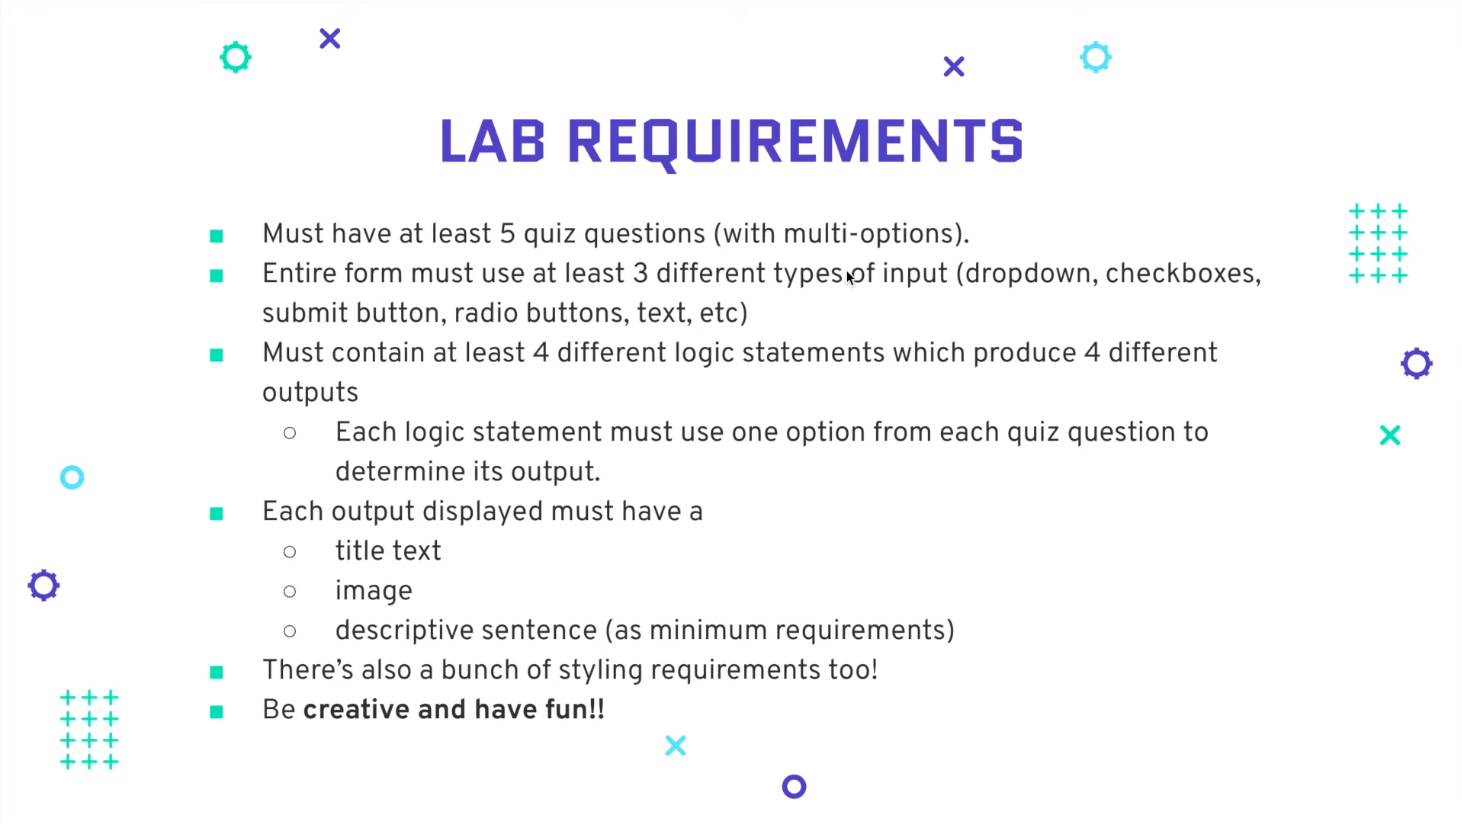 LAB REQUIREMENTS
Must have at least 5 quiz questions (with multi-options).
Entire form must use at least 3 different types of input (dropdown, checkboxes,
submit button, radio buttons, text, etc)
Must contain at least 4 different logic statements which produce 4 different
outputs
Each logic statement must use one option from each quiz question to
determine its output.
Each output displayed must have a
title text
image
descriptive sentence (as minimum requirements)
There's also a bunch of styling requirements too!
Be creative and have fun!!